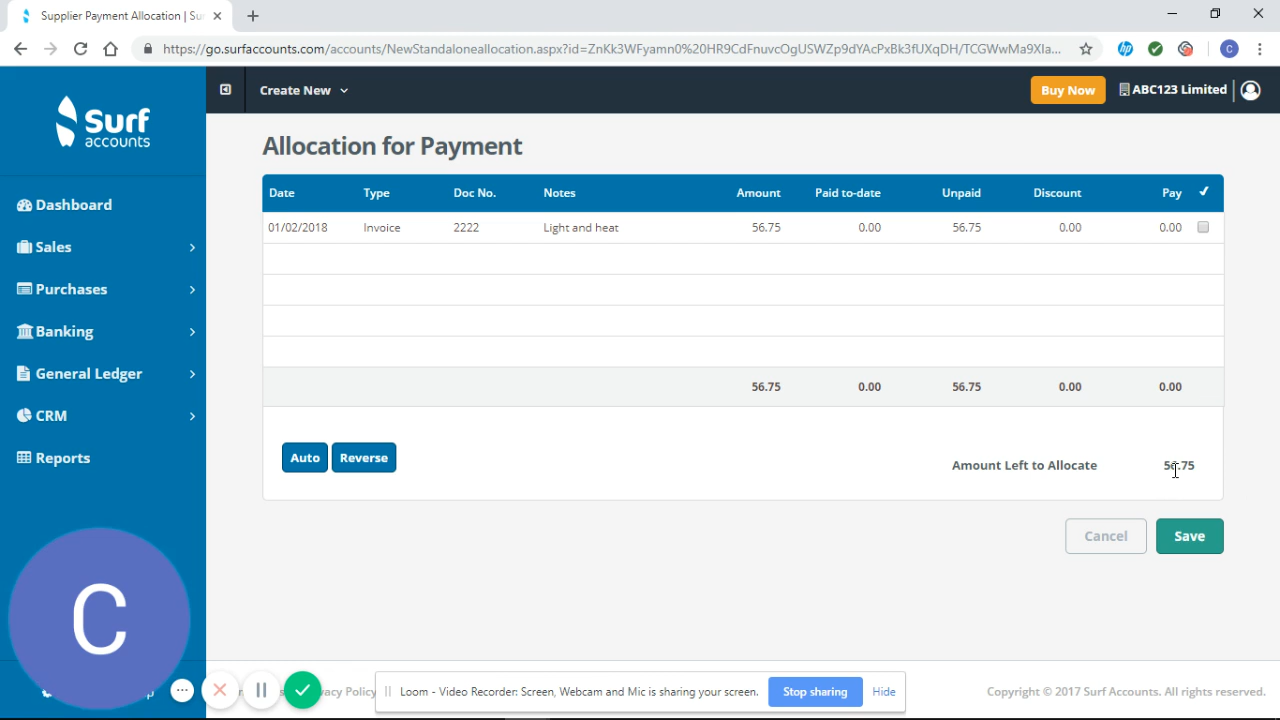 Supplier Payment Allocation | Su
https://go.surfaccounts.com/accounts/NewStandaloneallocation.aspx?id=ZnKk3WFyamn0%20HR9CdFnuvcOgUSWZp9dYAcPxBk3fUXqDH/TCGWwMa9XIa...
hp
C
Surf
accounts
Create New
Buy Now
ABC123 Limited
Dashboard
Sales
Purchases
Banking
General Ledger
CRM
Reports
Allocation for Payment
Date Type Doc No. Notes Amount Paid to-date Unpaid Discount Pay
01/02/2018 Invoice 2222 Light and heat 56.75 0.00 56.75 0.00 0.00
56.75 0.00 56.75 0.00 0.00
Auto Reverse
Amount Left to Allocate 56.75
Cancel Save
C
Policy
Loom - Video Recorder: Screen, Webcam and Mic is sharing your screen.
Stop sharing
Hide
Copyright © 2017 Surf Accounts. All rights reserved.